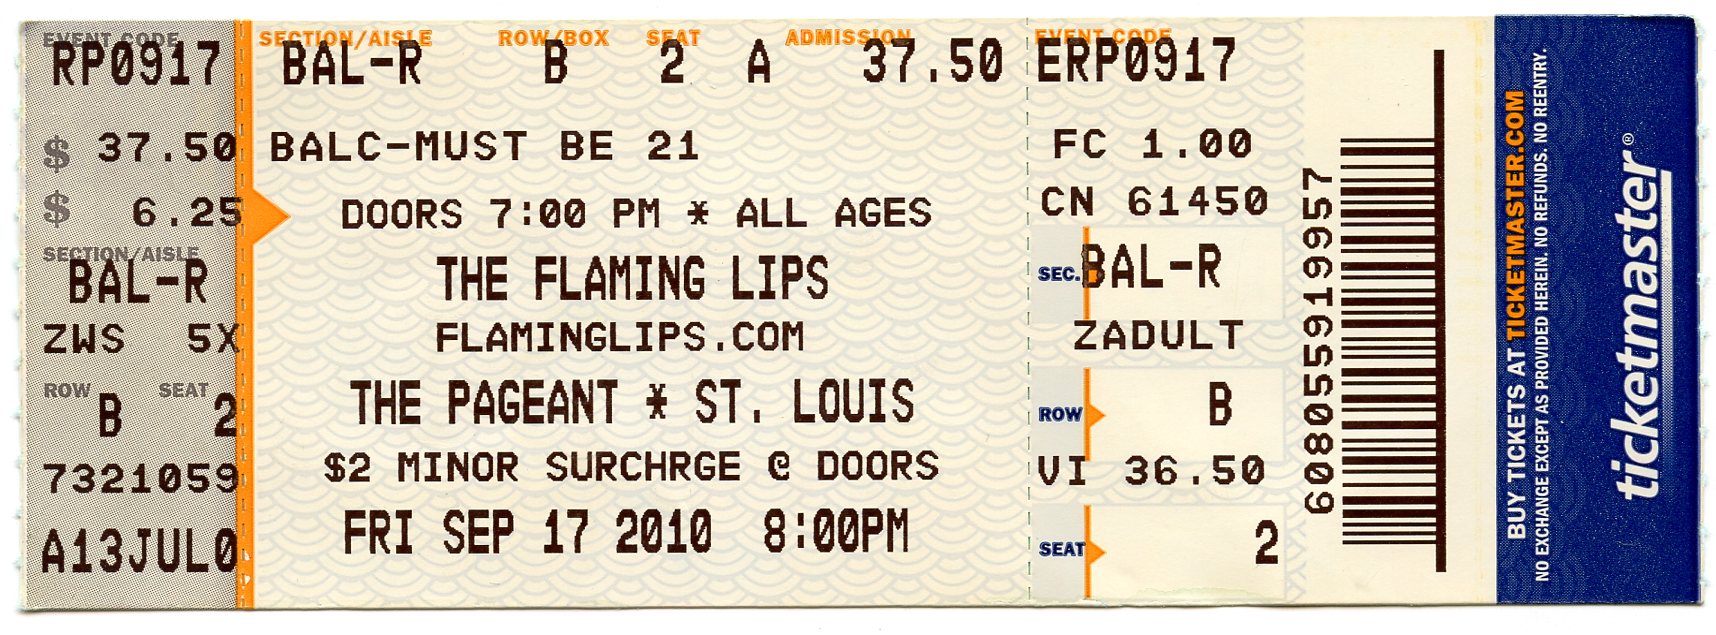 EVENT CODE
RP0917
$ 37.50
$ 6.25
SECTION/AISLE
BAL-R
ZWS 5X
ROW B SEAT 2
7321059
A13JUL0
SECTION/AISLE ROW/BOX SEAT ADMISSION
BAL-R B 2 A 37.50
BALC-MUST BE 21
DOORS 7:00 PM * ALL AGES
THE FLAMING LIPS
FLAMINGLIPS.COM
THE PAGEANT * ST. LOUIS
$2 MINOR SURCHRGE @ DOORS
FRI SEP 17 2010 8:00PM
EVENT CODE
ERP0917
FC 1.00
CN 61450
SEC. BAL-R
ZADULT
ROW B
VI 36.50
SEAT 2
608055919957
BUY TICKETS AT TICKETMASTER.COM
NO EXCHANGE EXCEPT AS PROVIDED HEREIN. NO REFUNDS. NO REENTRY.
ticketmaster®